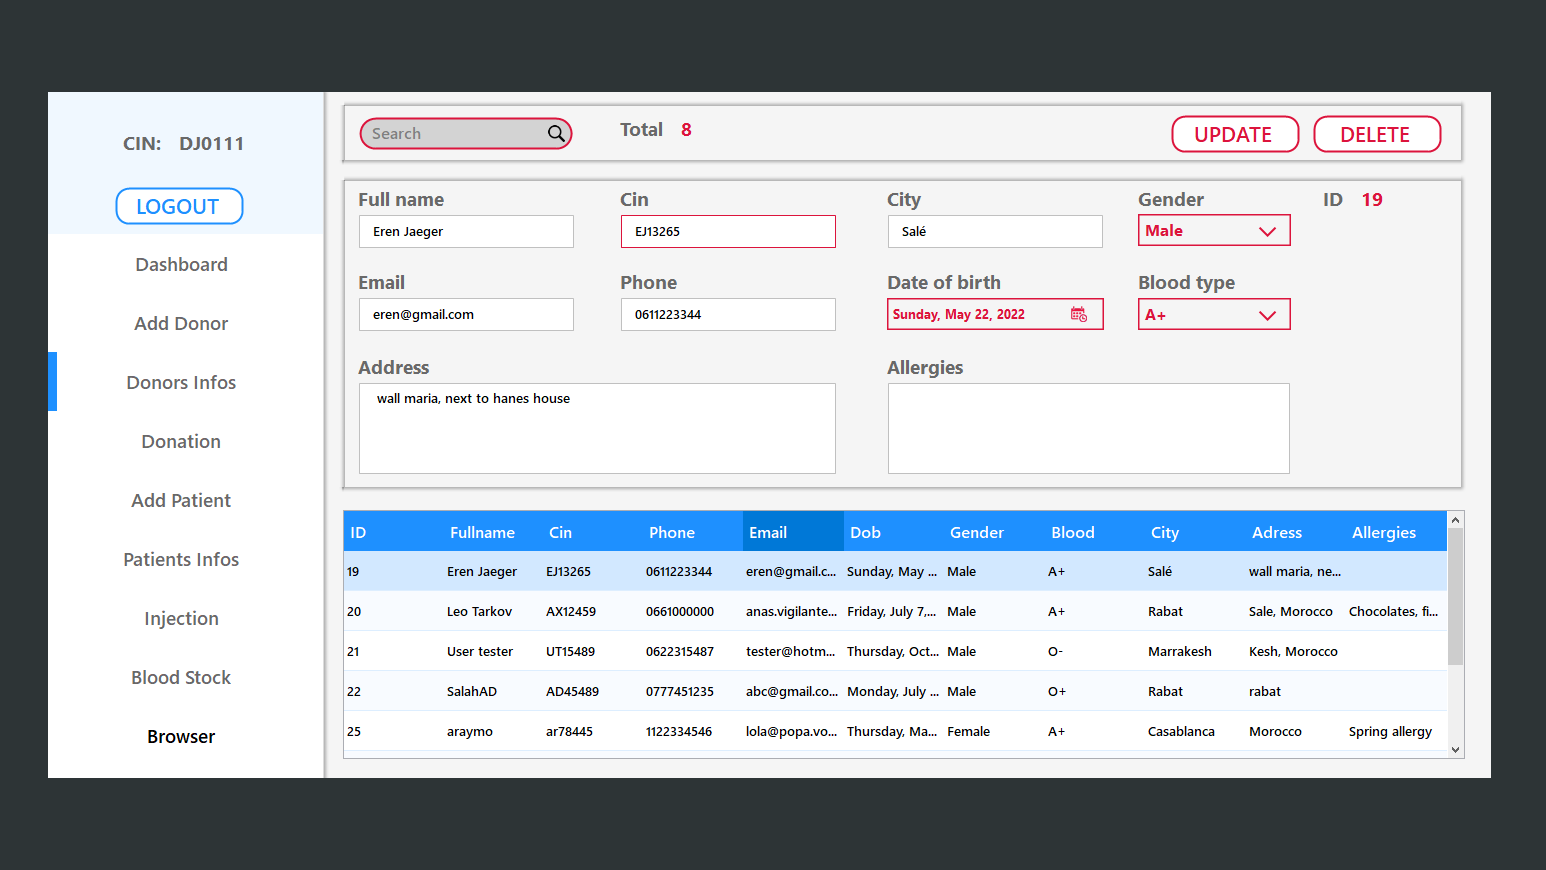 CIN: DJ0111
LOGOUT
Dashboard
Add Donor
Donors Infos
Donation
Add Patient
Patients Infos
Injection
Blood Stock
Browser
Search
Total 8
UPDATE
DELETE
Full name
Cin
City
Gender
ID 19
Eren Jaeger
EJ13265
Salé
Male
Email
Phone
Date of birth
Blood type
eren@gmail.com
0611223344
Sunday, May 22, 2022
A+
Address
Allergies
wall maria, next to hanes house
ID Fullname Cin Phone Email Dob Gender Blood City Adress Allergies
19 Eren Jaeger EJ13265 0611223344 eren@gmail.c... Sunday, May ... Male A+ Salé wall maria, ne...
20 Leo Tarkov AX12459 0661000000 anas.vigilante... Friday, July 7,... Male A+ Rabat Sale, Morocco Chocolates, fi...
21 User tester UT15489 0622315487 tester@hotm... Thursday, Oct... Male O- Marrakesh Kesh, Morocco
22 SalahAD AD45489 0777451235 abc@gmail.co... Monday, July ... Male O+ Rabat rabat
25 araymo ar78445 1122334546 lola@popa.vo... Thursday, Ma... Female A+ Casablanca Morocco Spring allergy